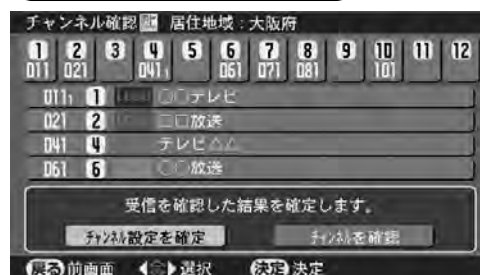 チャンネル確認 居住地域：大阪府
1 2 3 4 5 6 7 8 9 10 11 12
011 021 041₁ 061 071 081 101
011₁ 1 ○○テレビ
021 2 □□放送
041 4 テレビ△△
061 6 ○○放送
受信を確認した結果を確定します。
チャンネル設定を確定 チャンネルを確認
戻る 前画面 選択 決定 決定